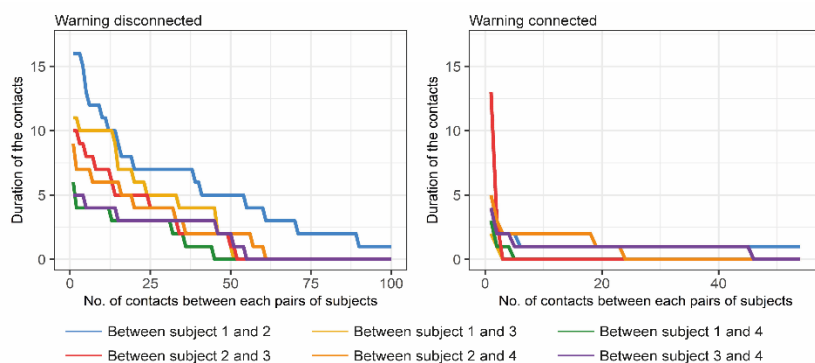 Warning disconnected
Warning connected
Duration of the contacts
15
10
5
0
0
25
50
75
100
No. of contacts between each pairs of subjects
Duration of the contacts
15
10
5
0
0
20
40
No. of contacts between each pairs of subjects
Between subject 1 and 2
Between subject 1 and 3
Between subject 1 and 4
Between subject 2 and 3
Between subject 2 and 4
Between subject 3 and 4